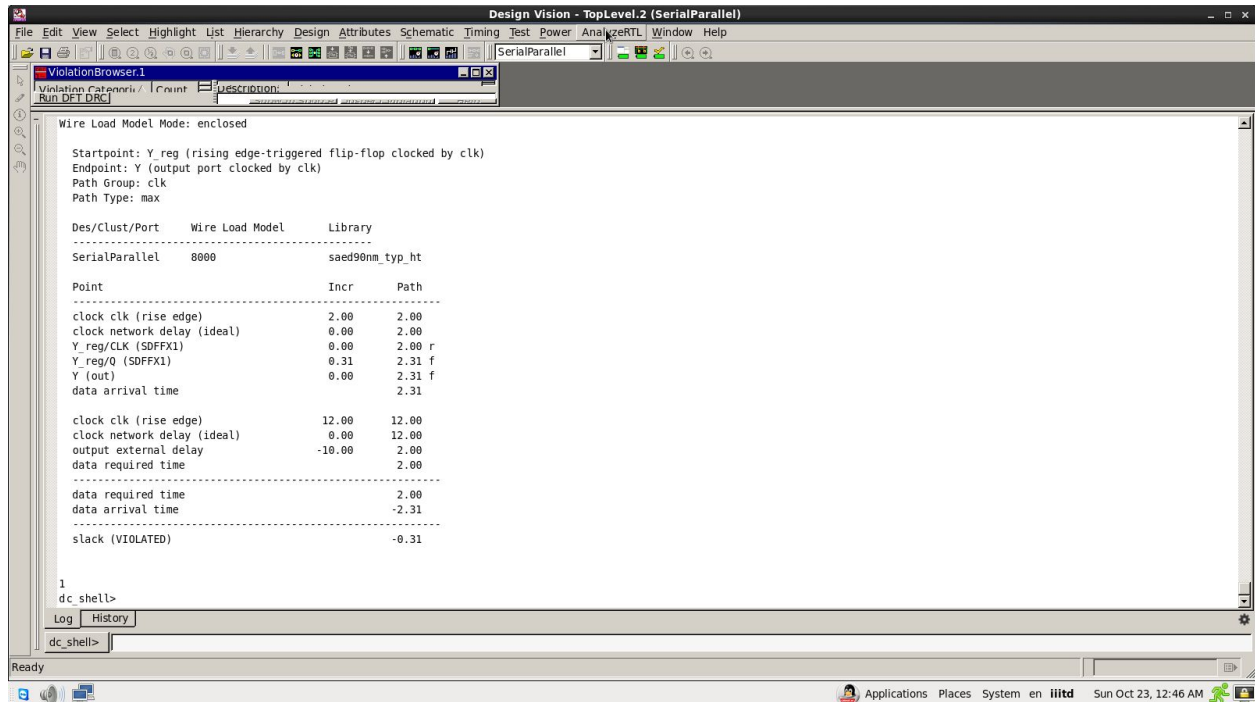 Design Vision - TopLevel.2 (SerialParallel)
File Edit View Select Highlight List Hierarchy Design Attributes Schematic Timing Test Power AnalyzeRTL Window Help
SerialParallel
ViolationBrowser.1
Violation Categori Count Description:
Run DFT DRC
Wire Load Model Mode: enclosed
Startpoint: Y_reg (rising edge-triggered flip-flop clocked by clk)
Endpoint: Y (output port clocked by clk)
Path Group: clk
Path Type: max
Des/Clust/Port Wire Load Model Library
------------------------------------------------
SerialParallel 8000 saed90nm_typ_ht
Point Incr Path
-----------------------------------------------------------
clock clk (rise edge) 2.00 2.00
clock network delay (ideal) 0.00 2.00
Y_reg/CLK (SDFFX1) 0.00 2.00 r
Y_reg/Q (SDFFX1) 0.31 2.31 f
Y (out) 0.00 2.31 f
data arrival time 2.31
clock clk (rise edge) 12.00 12.00
clock network delay (ideal) 0.00 12.00
output external delay -10.00 2.00
data required time 2.00
-----------------------------------------------------------
data required time 2.00
data arrival time -2.31
-----------------------------------------------------------
slack (VIOLATED) -0.31
1
dc_shell>
Log History
dc_shell>
Ready
Applications Places System en iiitd Sun Oct 23, 12:46 AM